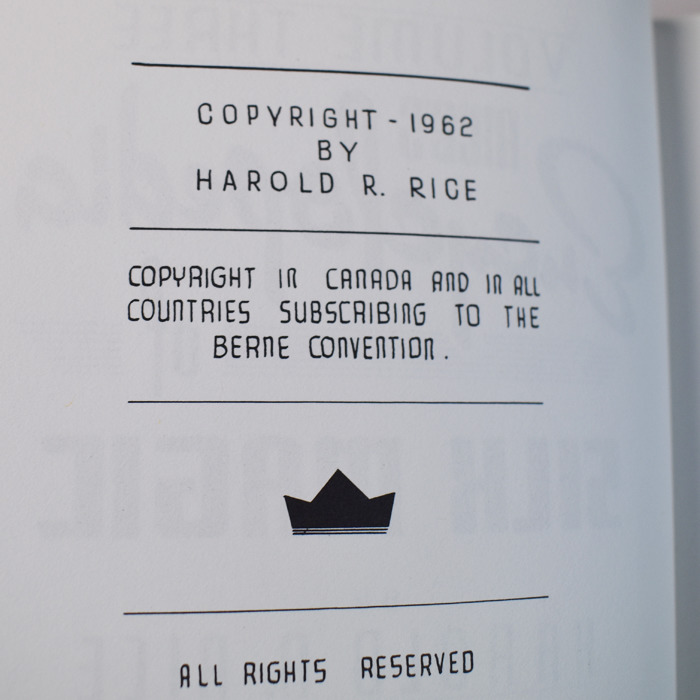 COPYRIGHT - 1962
BY
HAROLD R. RICE
COPYRIGHT IN CANADA AND IN ALL
COUNTRIES SUBSCRIBING TO THE
BERNE CONVENTION.
ALL RIGHTS RESERVED